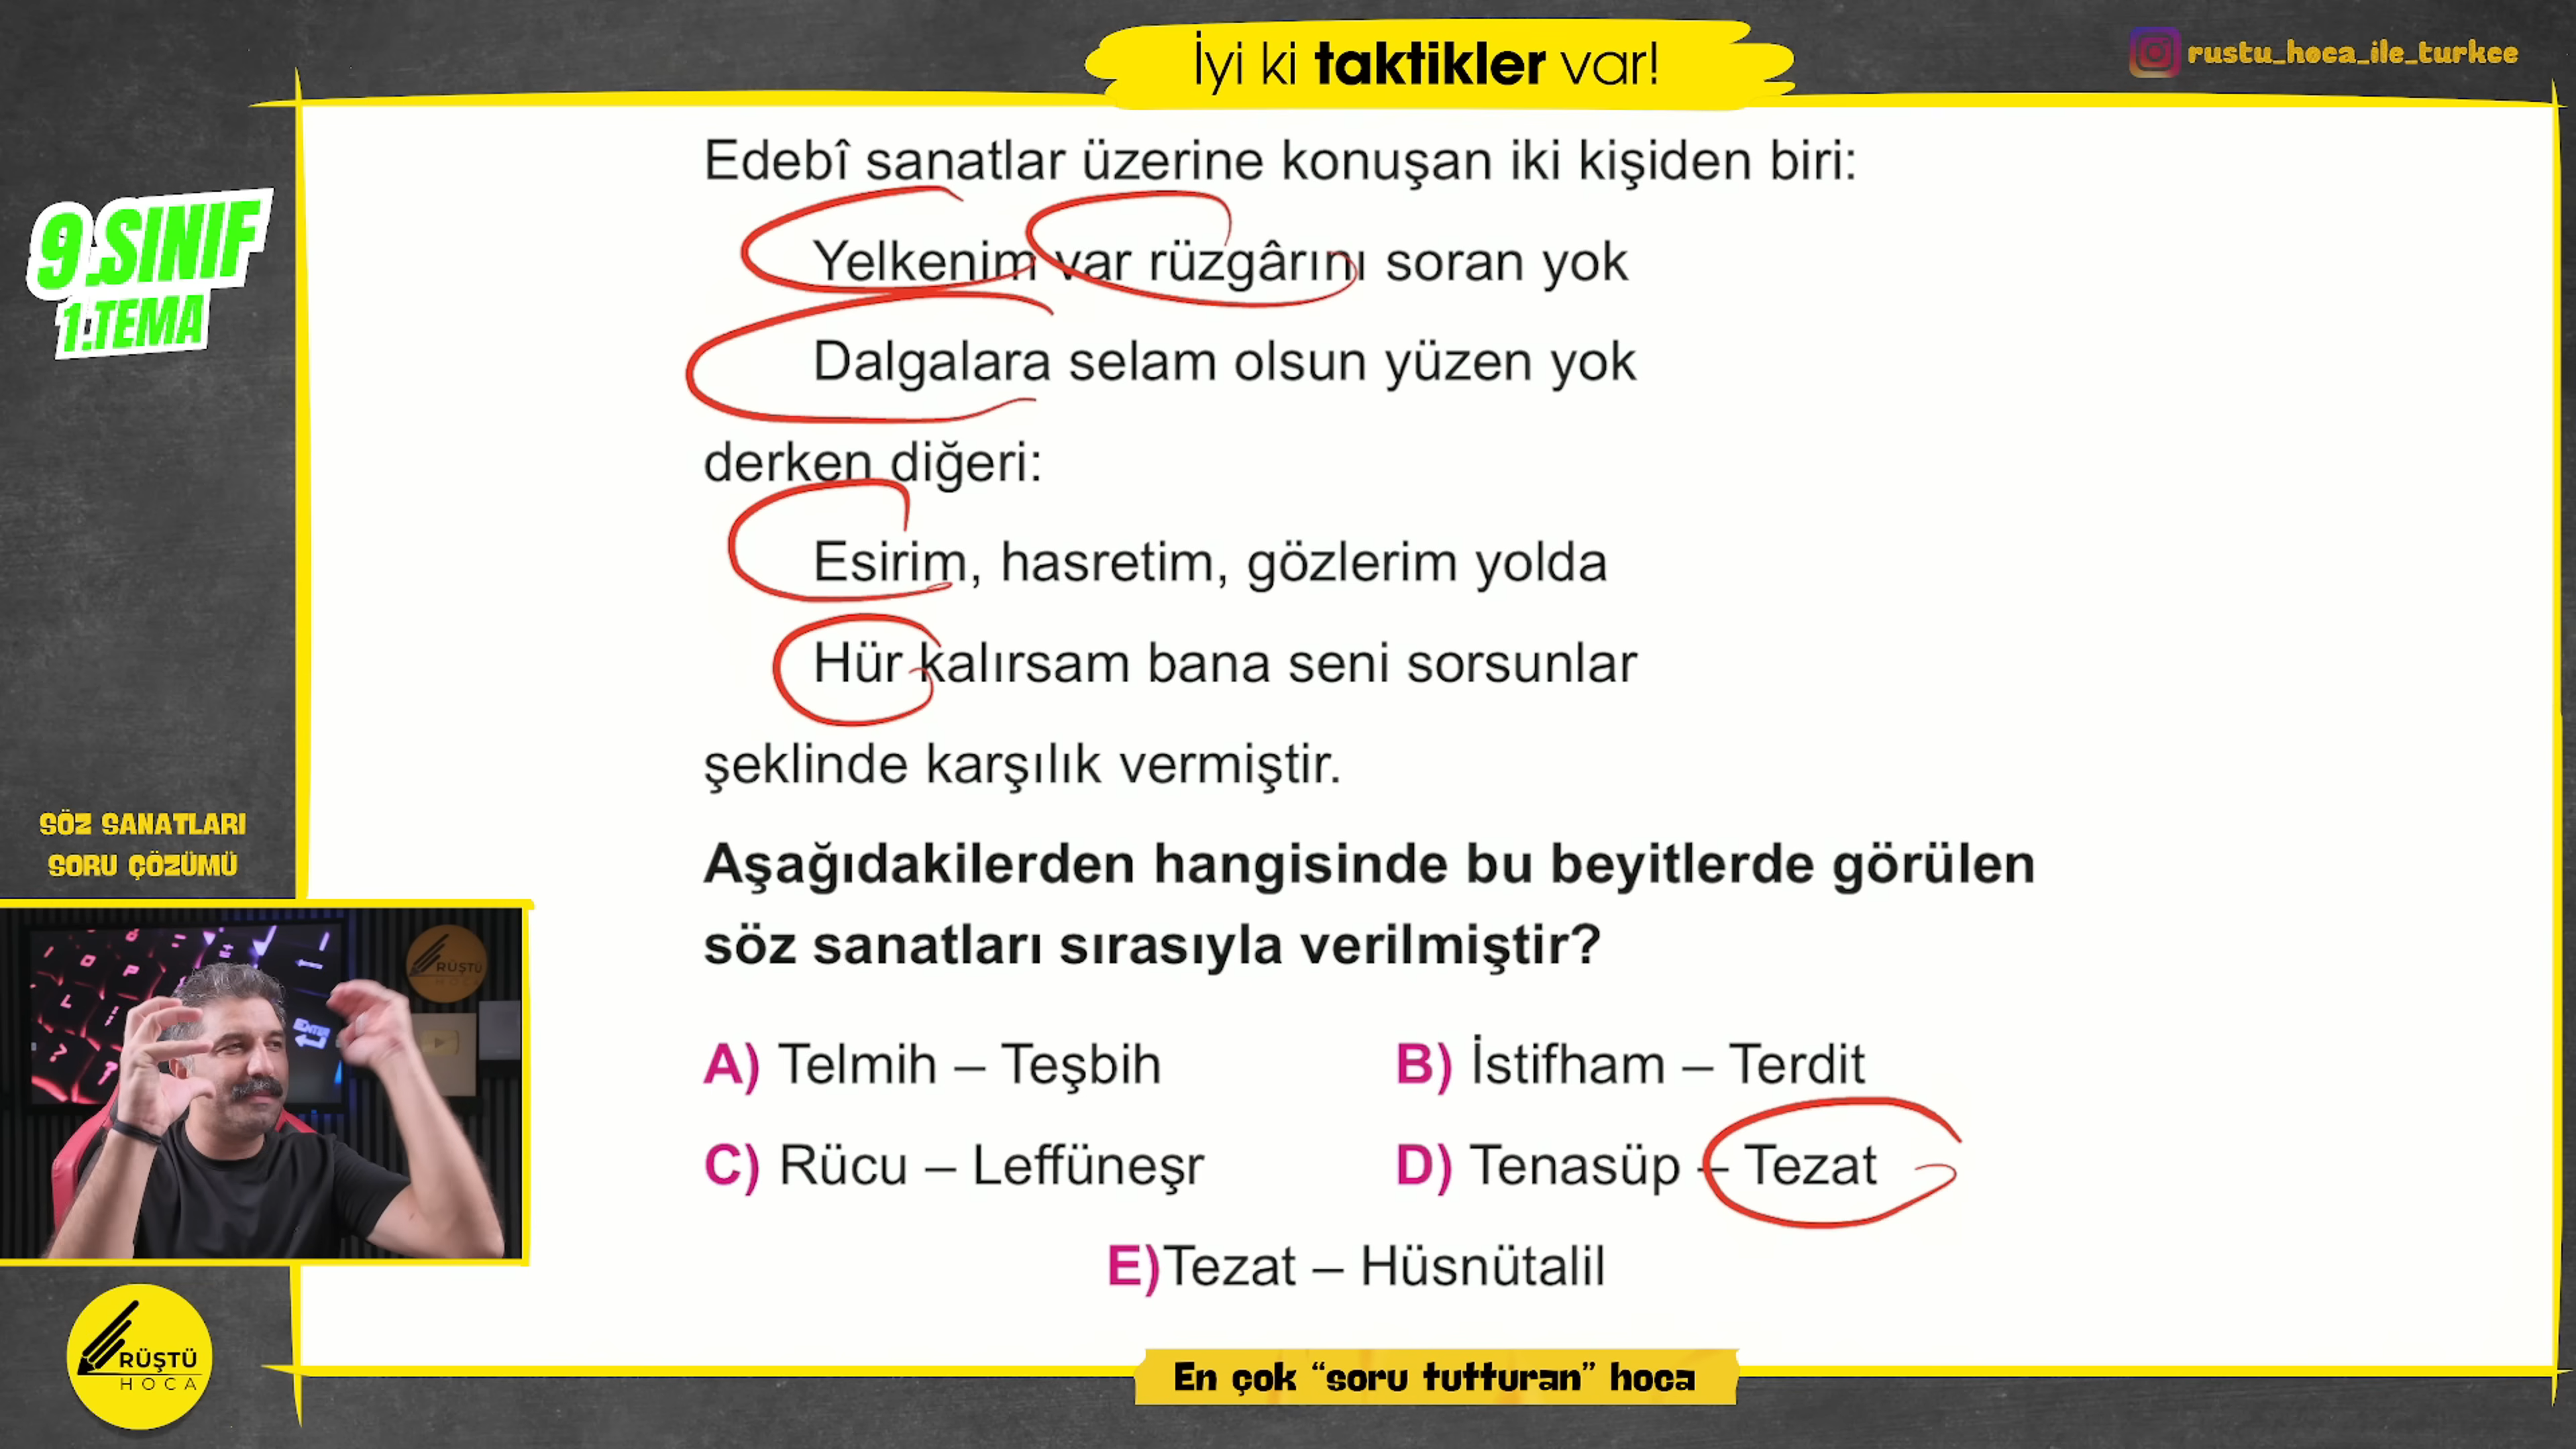 İyi ki taktikler var!
rustu_hoca_ile_turkce
9.SINIF
1.TEMA
Edebî sanatlar üzerine konuşan iki kişiden biri:
Yelkenim var rüzgârını soran yok
Dalgalara selam olsun yüzen yok
derken diğeri:
Esirim, hasretim, gözlerim yolda
Hür kalırsam bana seni sorsunlar
şeklinde karşılık vermiştir.
Aşağıdakilerden hangisinde bu beyitlerde görülen
söz sanatları sırasıyla verilmiştir?
A) Telmih – Teşbih
B) İstifham – Terdit
C) Rücu – Leffüneşr
D) Tenasüp – Tezat
E)Tezat – Hüsnütalil
SÖZ SANATLARI
SORU ÇÖZÜMÜ
RÜŞTÜ
HOCA
ENTER
RÜŞTÜ
HOCA
En çok “soru tutturan” hoca